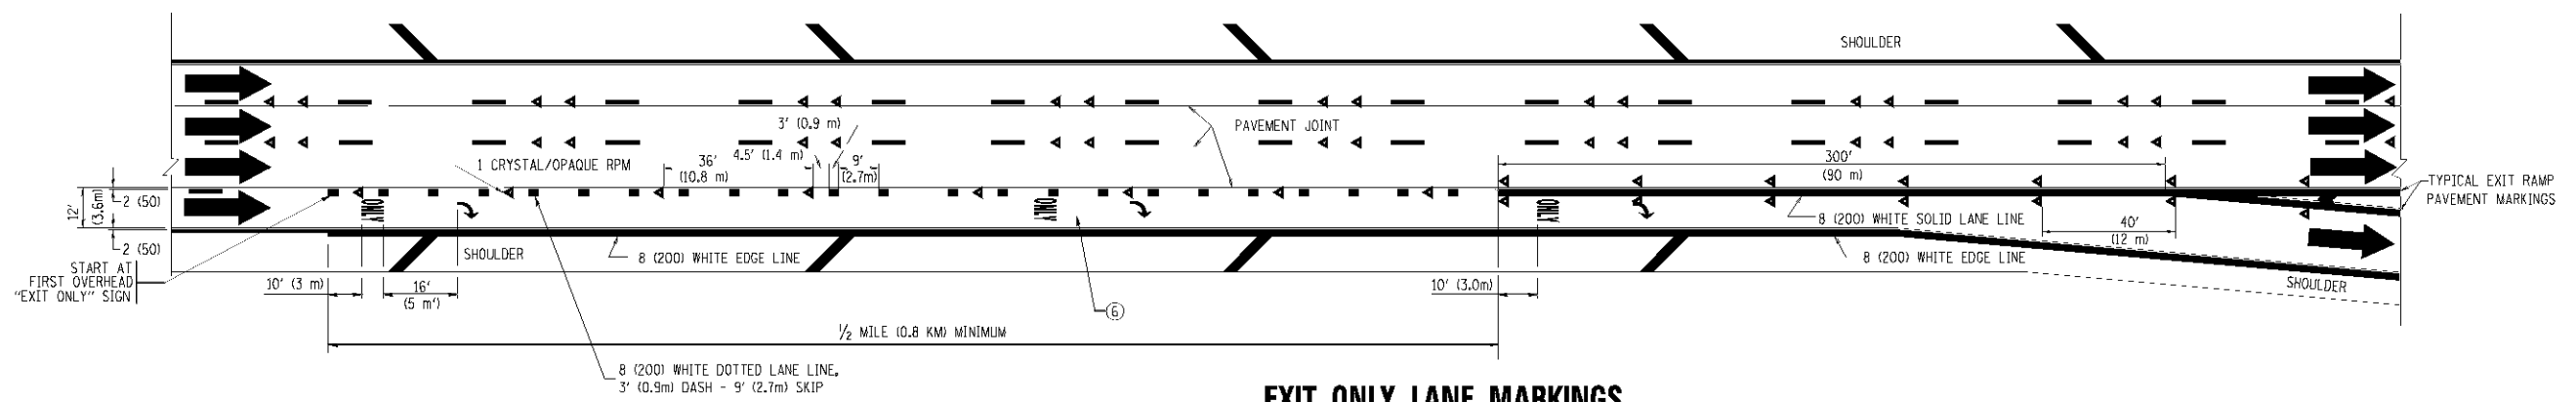 SHOULDER
3' (0.9 m)
PAVEMENT JOINT
1 CRYSTAL/OPAQUE RPM
36'
(10.8 m)
4.5' (1.4 m)
9'
(2.7m)
300'
(90 m)
12'
(3.6m)
2 (50)
2 (50)
ONLY
ONLY
ONLY
TYPICAL EXIT RAMP
PAVEMENT MARKINGS
8 (200) WHITE SOLID LANE LINE
40'
(12 m)
SHOULDER
8 (200) WHITE EDGE LINE
8 (200) WHITE EDGE LINE
SHOULDER
START AT
FIRST OVERHEAD
"EXIT ONLY" SIGN
10' (3 m)
16'
(5 m')
10' (3.0m)
6
1/2 MILE (0.8 KM) MINIMUM
8 (200) WHITE DOTTED LANE LINE,
3' (0.9m) DASH - 9' (2.7m) SKIP
EXIT ONLY LANE MARKINGS